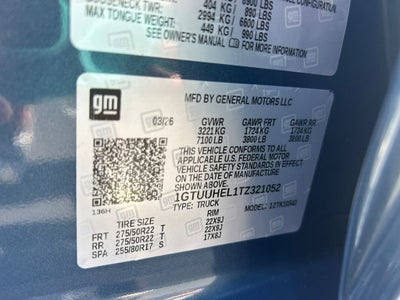 GVWR
MAX TONGUE WEIGHT:
404 KG/ 890 LBS
2994 KG/ 6600 LBS
449 KG/ 990 LBS
SEE OWNER'S MANUAL
gm
MFD BY GENERAL MOTORS LLC
03/26 GVWR GAWR FRT GAWR RR
3221 KG 1724 KG 1724 KG
7100 LB 3800 LB 3800 LB
THIS VEHICLE CONFORMS TO ALL APPLICABLE
U.S. FEDERAL MOTOR VEHICLE
SAFETY STANDARDS IN EFFECT ON
THE DATE OF MANUFACTURE
SHOWN ABOVE.
1GTUUHEL1TZ321052
TYPE: TRUCK
136H
TIRE SIZE RIM
FRT 275/50R22 T 22X9J
RR 275/50R22 T 22X9J
SPA 255/80R17 S 17X8J